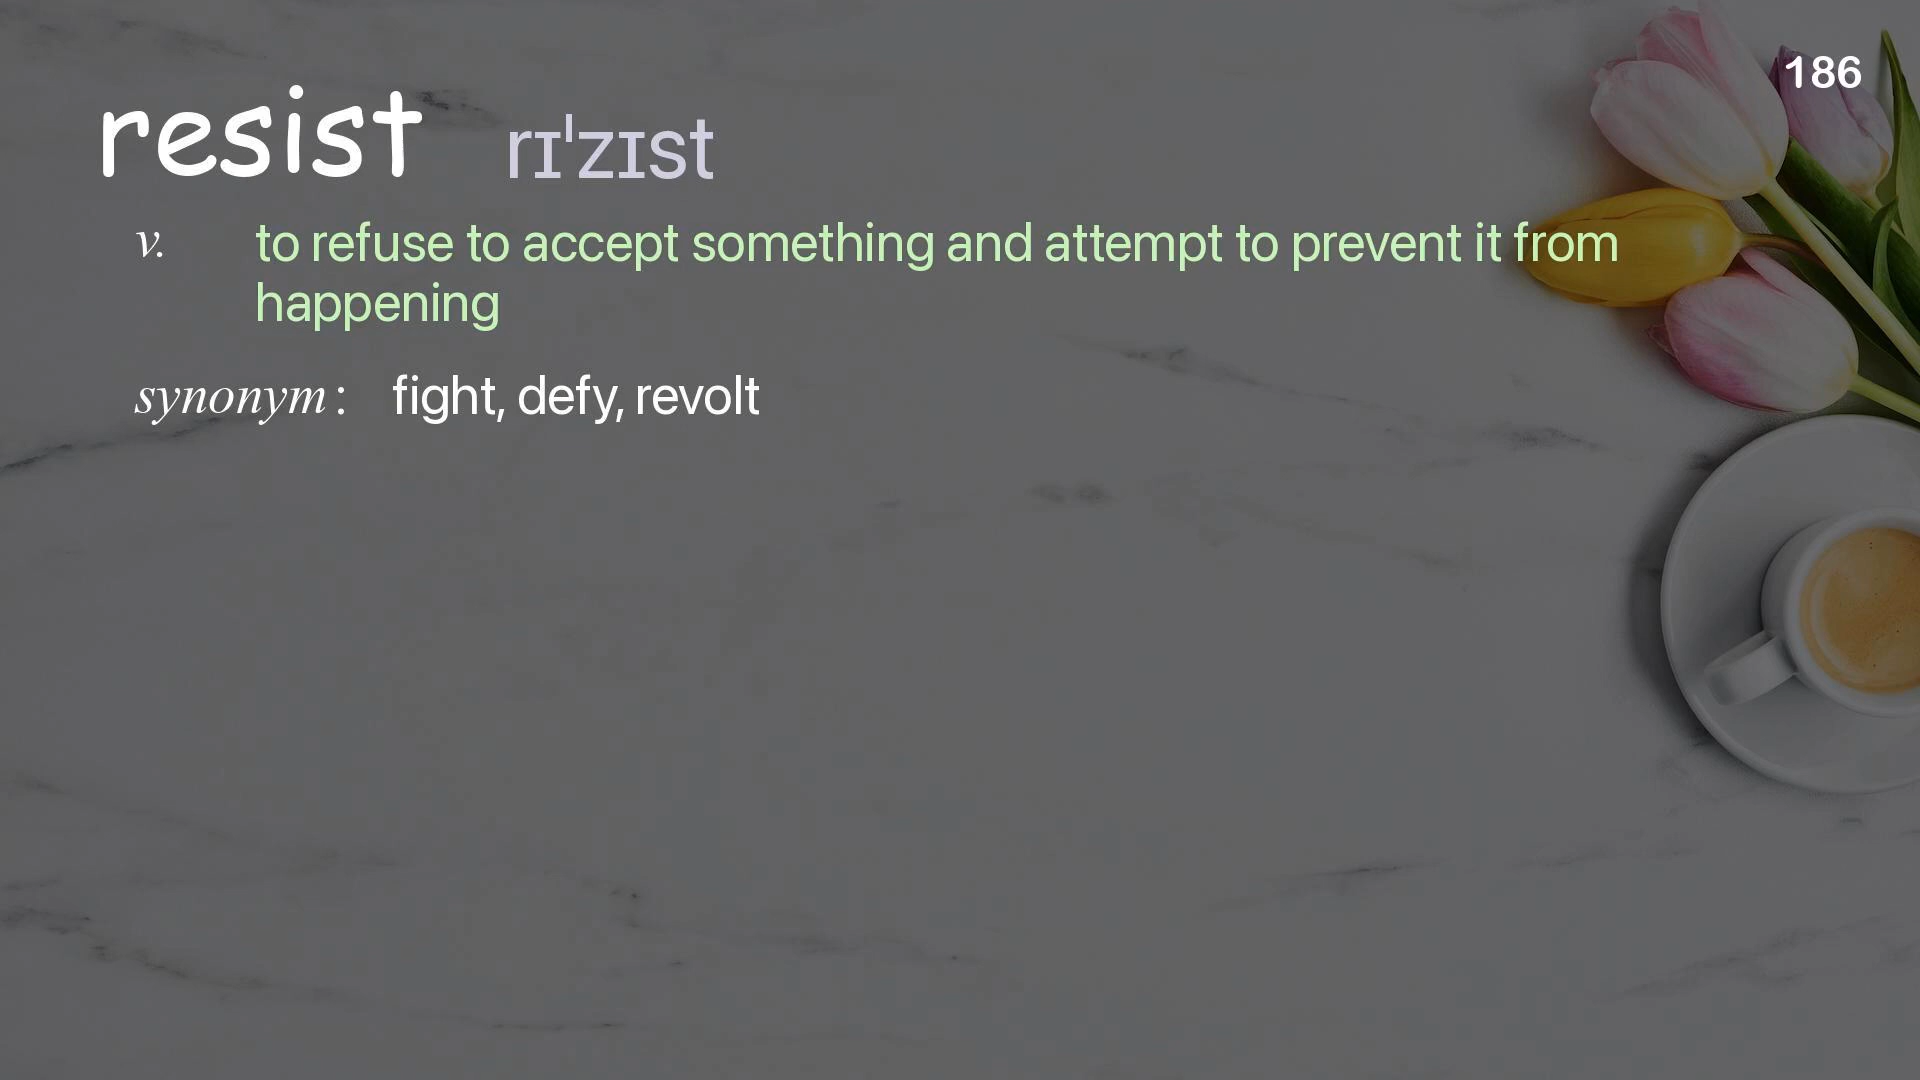 186
resist rɪˈzɪst
v. to refuse to accept something and attempt to prevent it from
happening
synonym : fight, defy, revolt